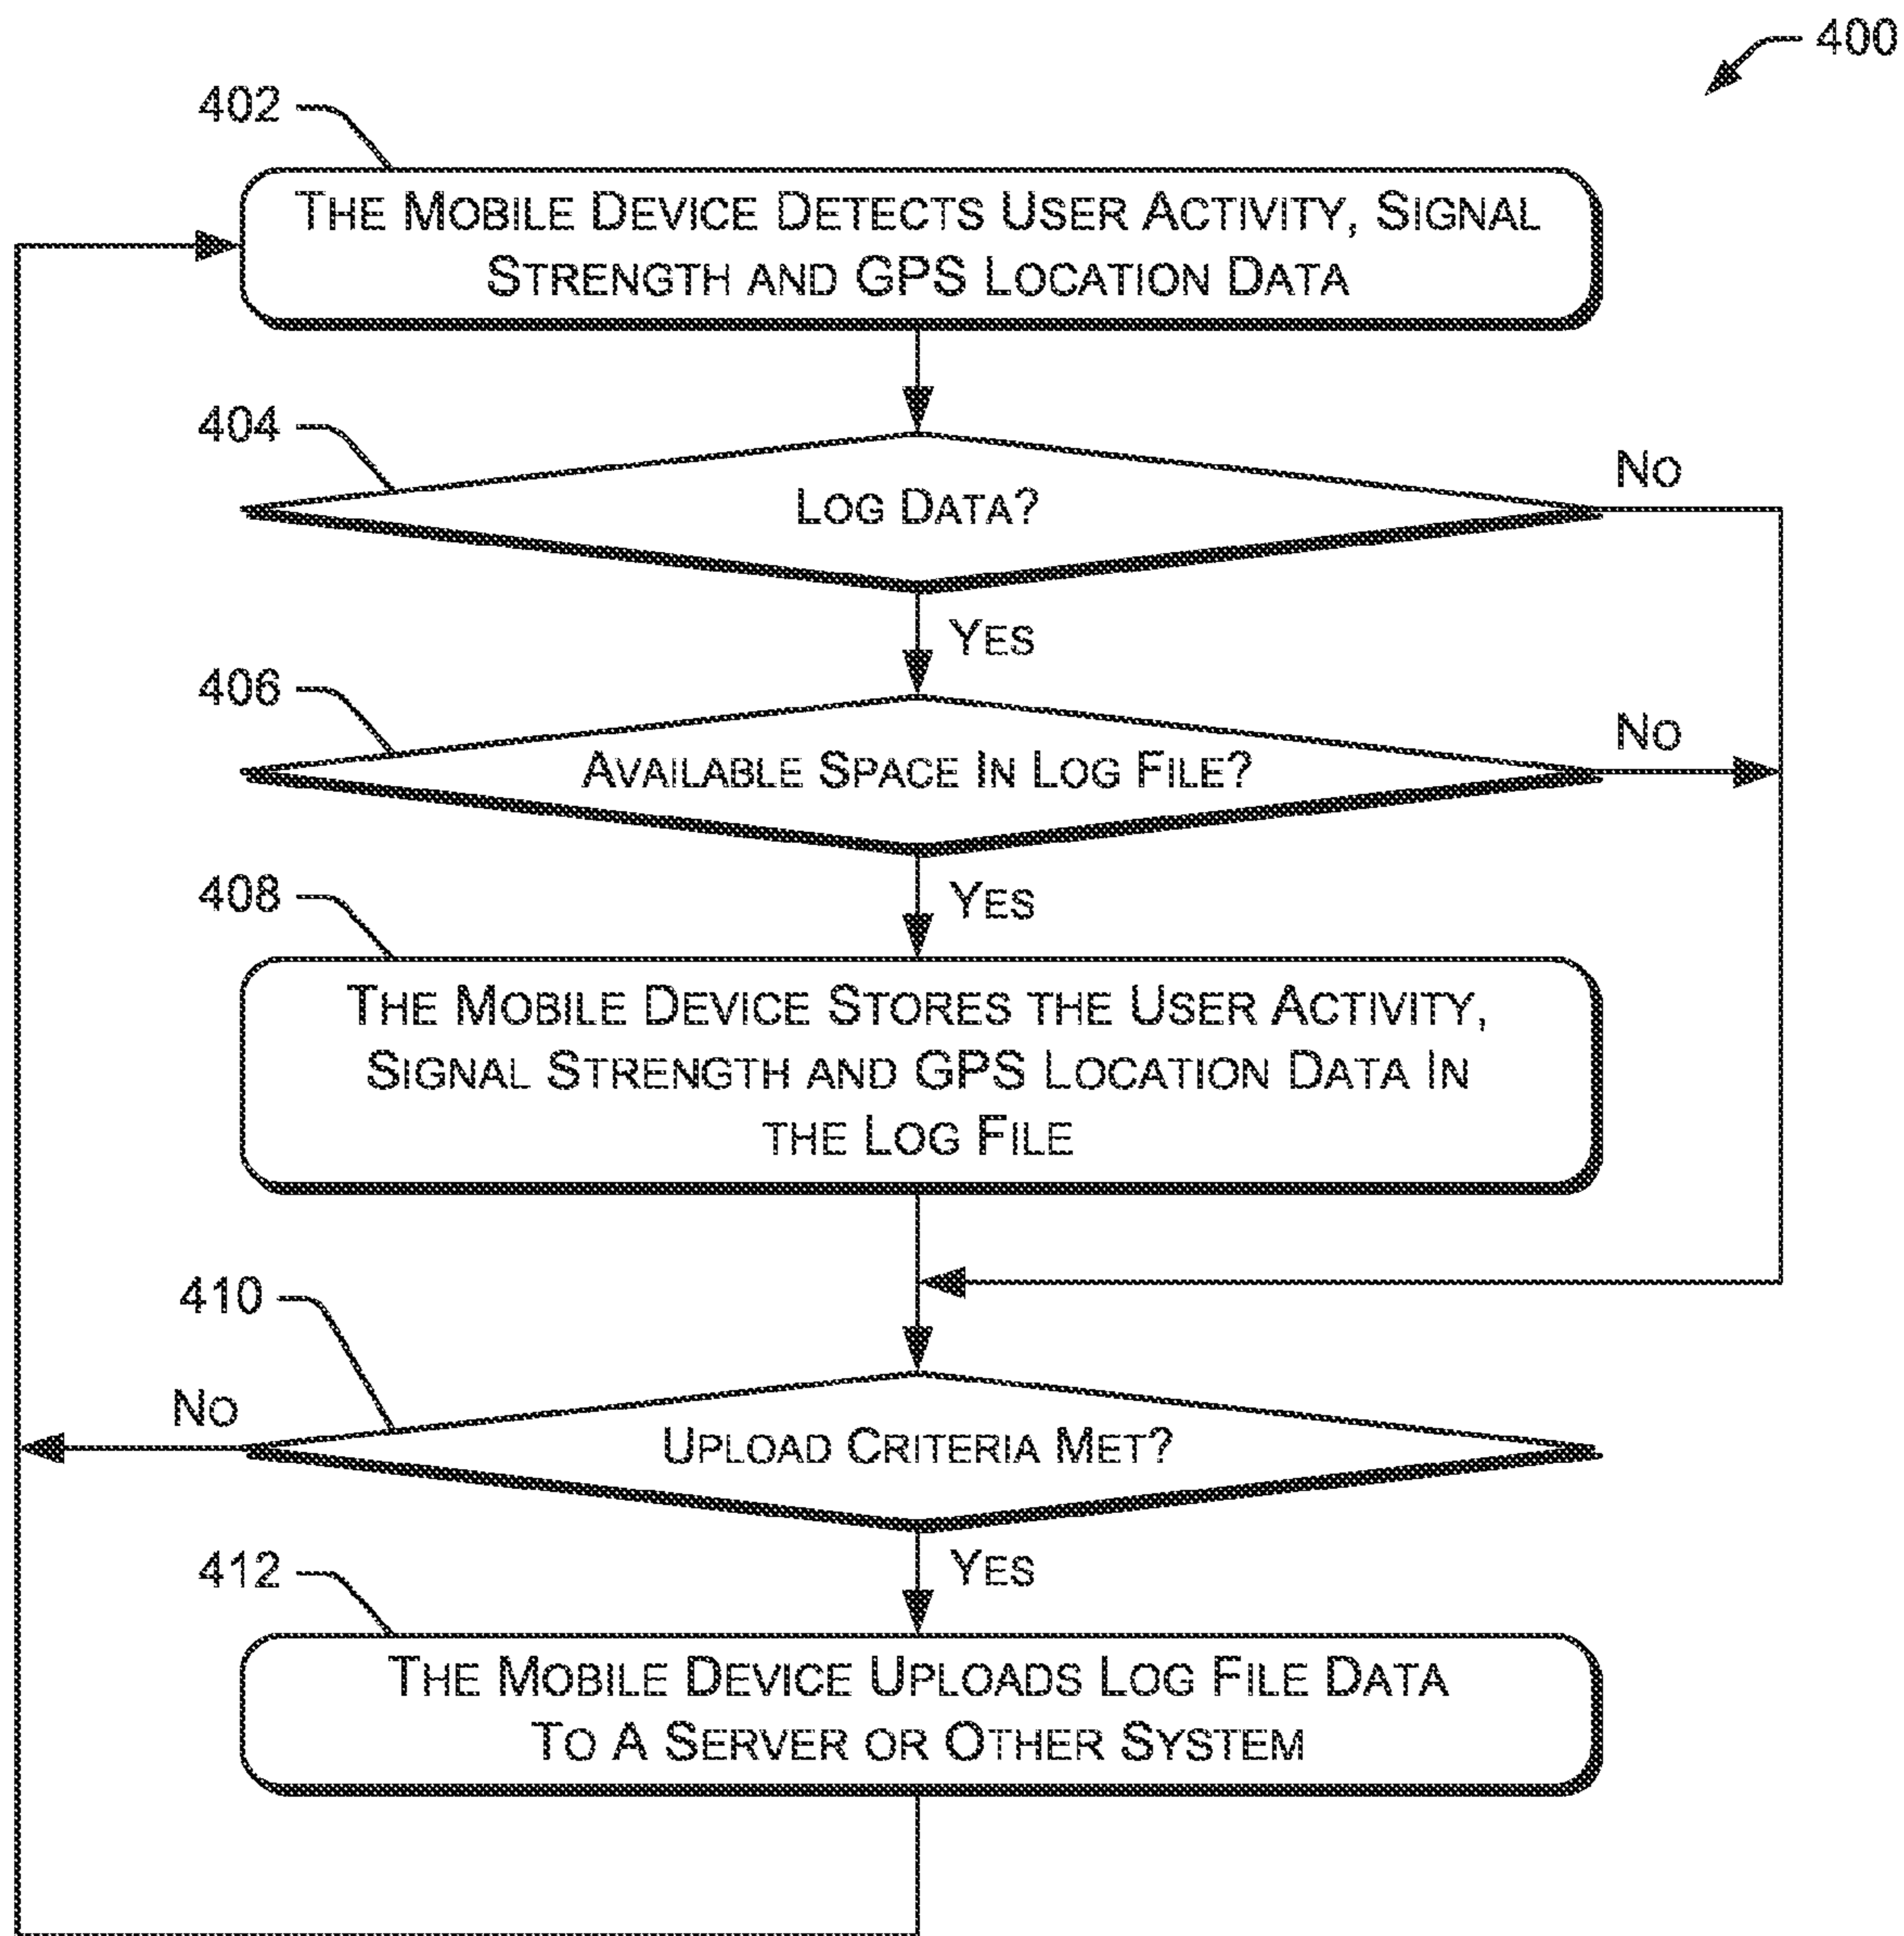 400
402
THE MOBILE DEVICE DETECTS USER ACTIVITY, SIGNAL
STRENGTH AND GPS LOCATION DATA
404
LOG DATA?
NO
YES
406
AVAILABLE SPACE IN LOG FILE?
NO
YES
408
THE MOBILE DEVICE STORES THE USER ACTIVITY,
SIGNAL STRENGTH AND GPS LOCATION DATA IN
THE LOG FILE
410
NO
UPLOAD CRITERIA MET?
YES
412
THE MOBILE DEVICE UPLOADS LOG FILE DATA
TO A SERVER OR OTHER SYSTEM